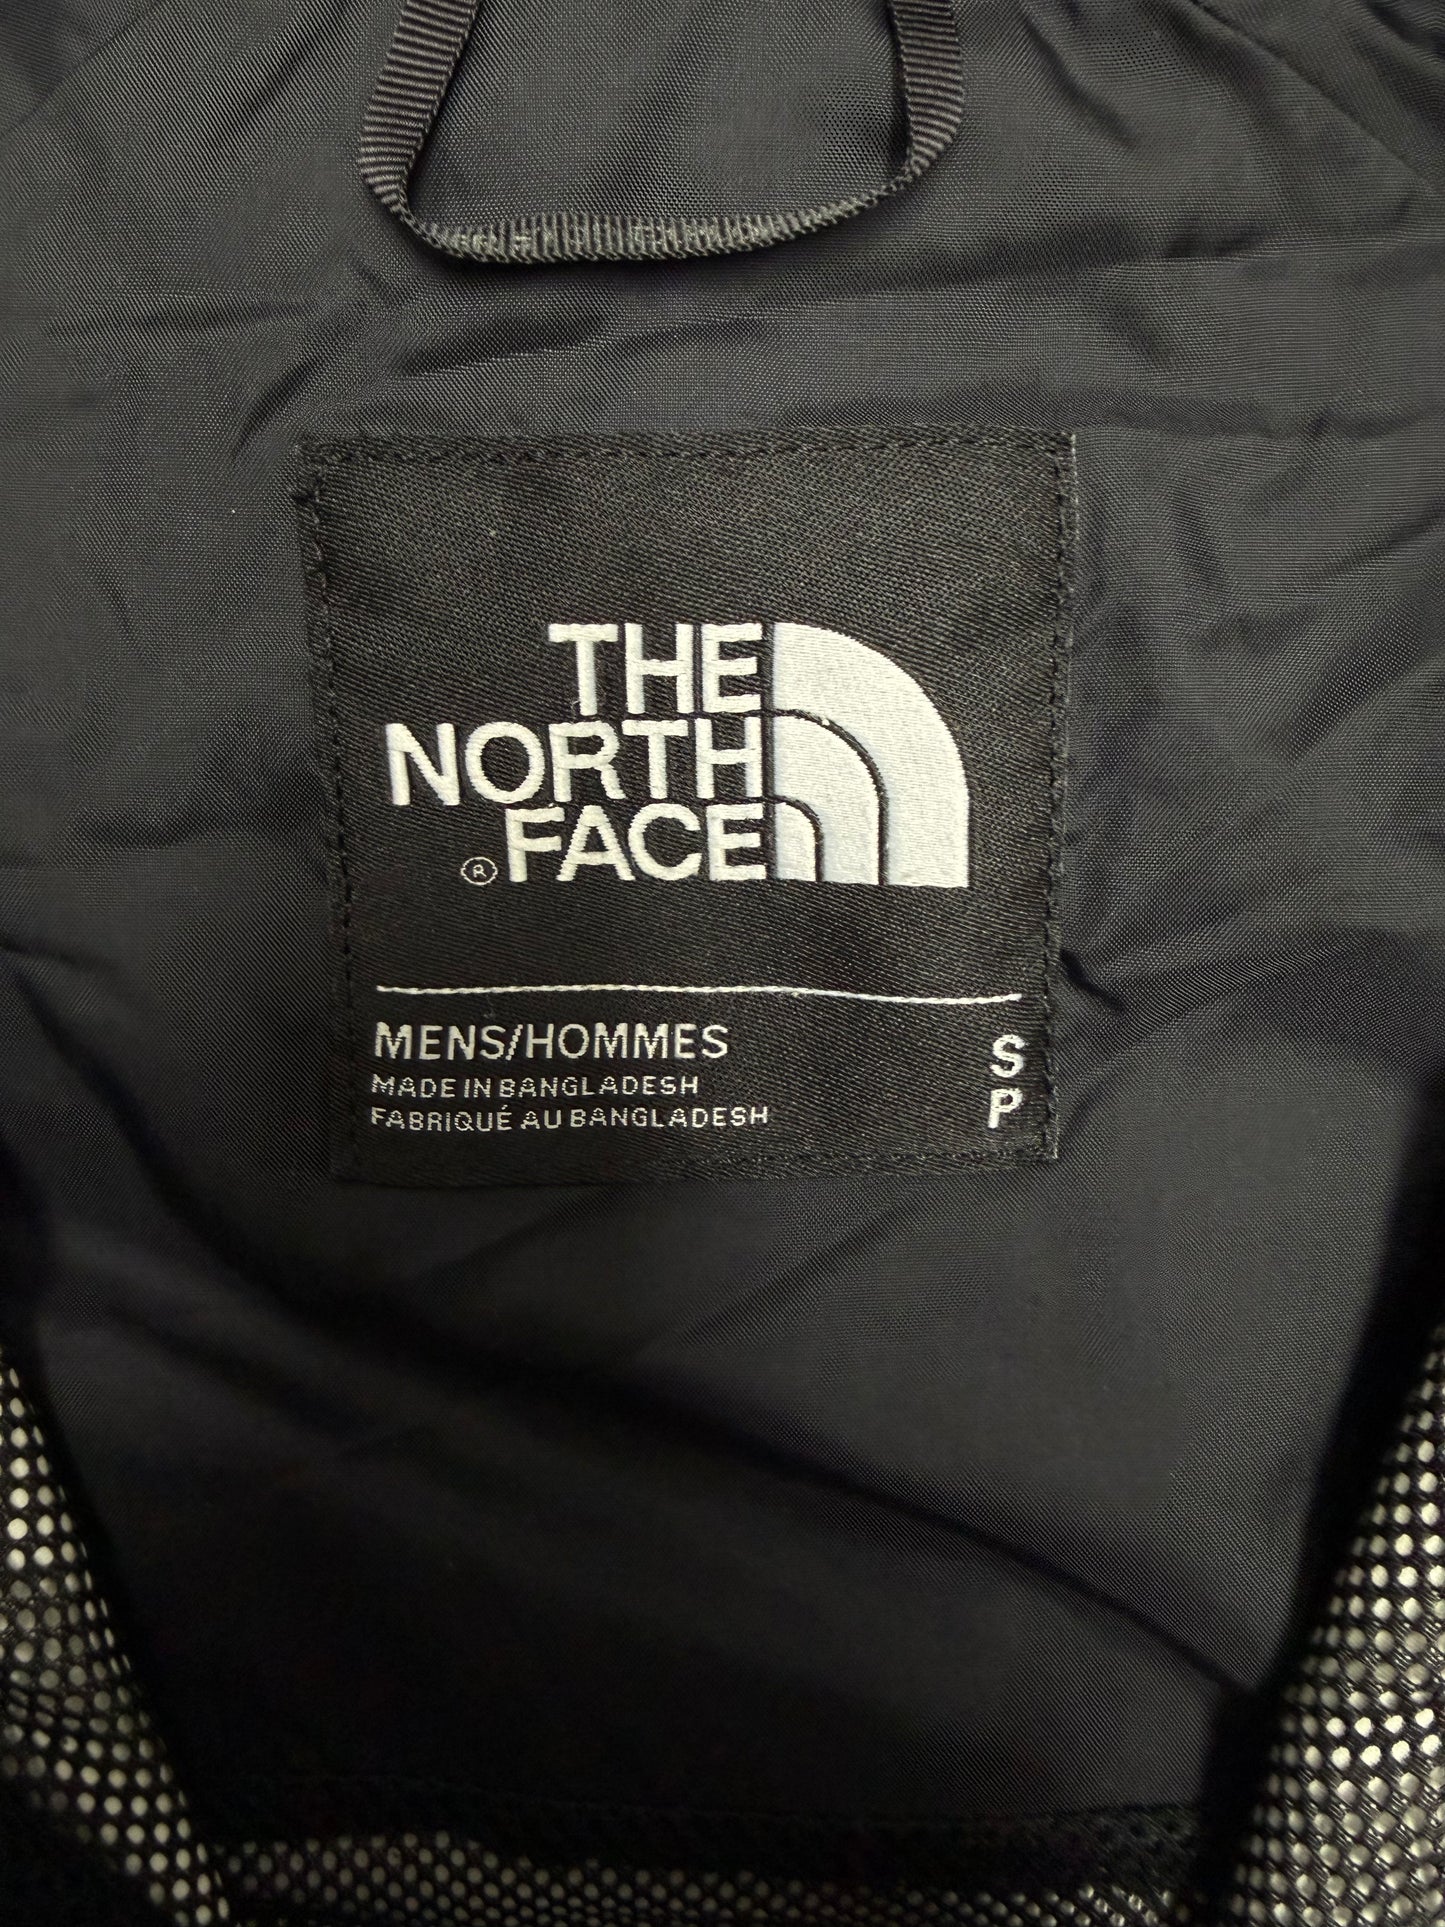 THE
NORTH
FACE
®
MENS/HOMMES
MADE IN BANGLADESH
FABRIQUÉ AU BANGLADESH
S
P